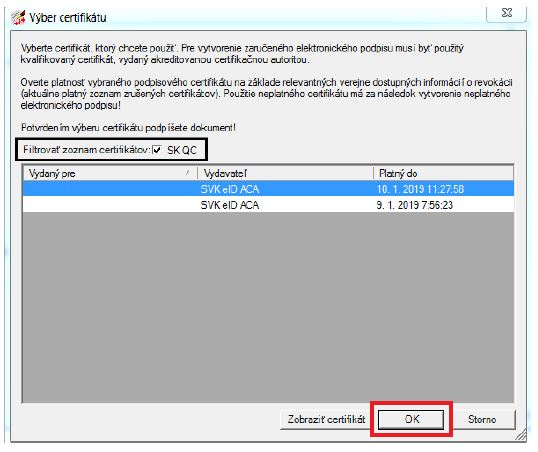 Výber certifikátu
Vyberte certifikát, ktorý chcete použiť. Pre vytvorenie zaručeného elektronického podpisu musí byť použitý
kvalifikovaný certifikát, vydaný akreditovanou certifikačnou autoritou.
Overte platnosť vybraného podpisového certifikátu na základe relevantných verejne dostupných informácií o revokácii
(aktuálne platný zoznam zrušených certifikátov). Použitie neplatného certifikátu má za následok vytvorenie neplatného
elektronického podpisu!
Potvrdením výberu certifikátu podpíšete dokument!
Filtrovať zoznam certifikátov: SK QC
Vydaný pre / Vydavateľ Platný do
SVK eID ACA 10. 1. 2019 11:27:58
SVK eID ACA 9. 1. 2019 7:56:23
Zobraziť certifikát OK Storno